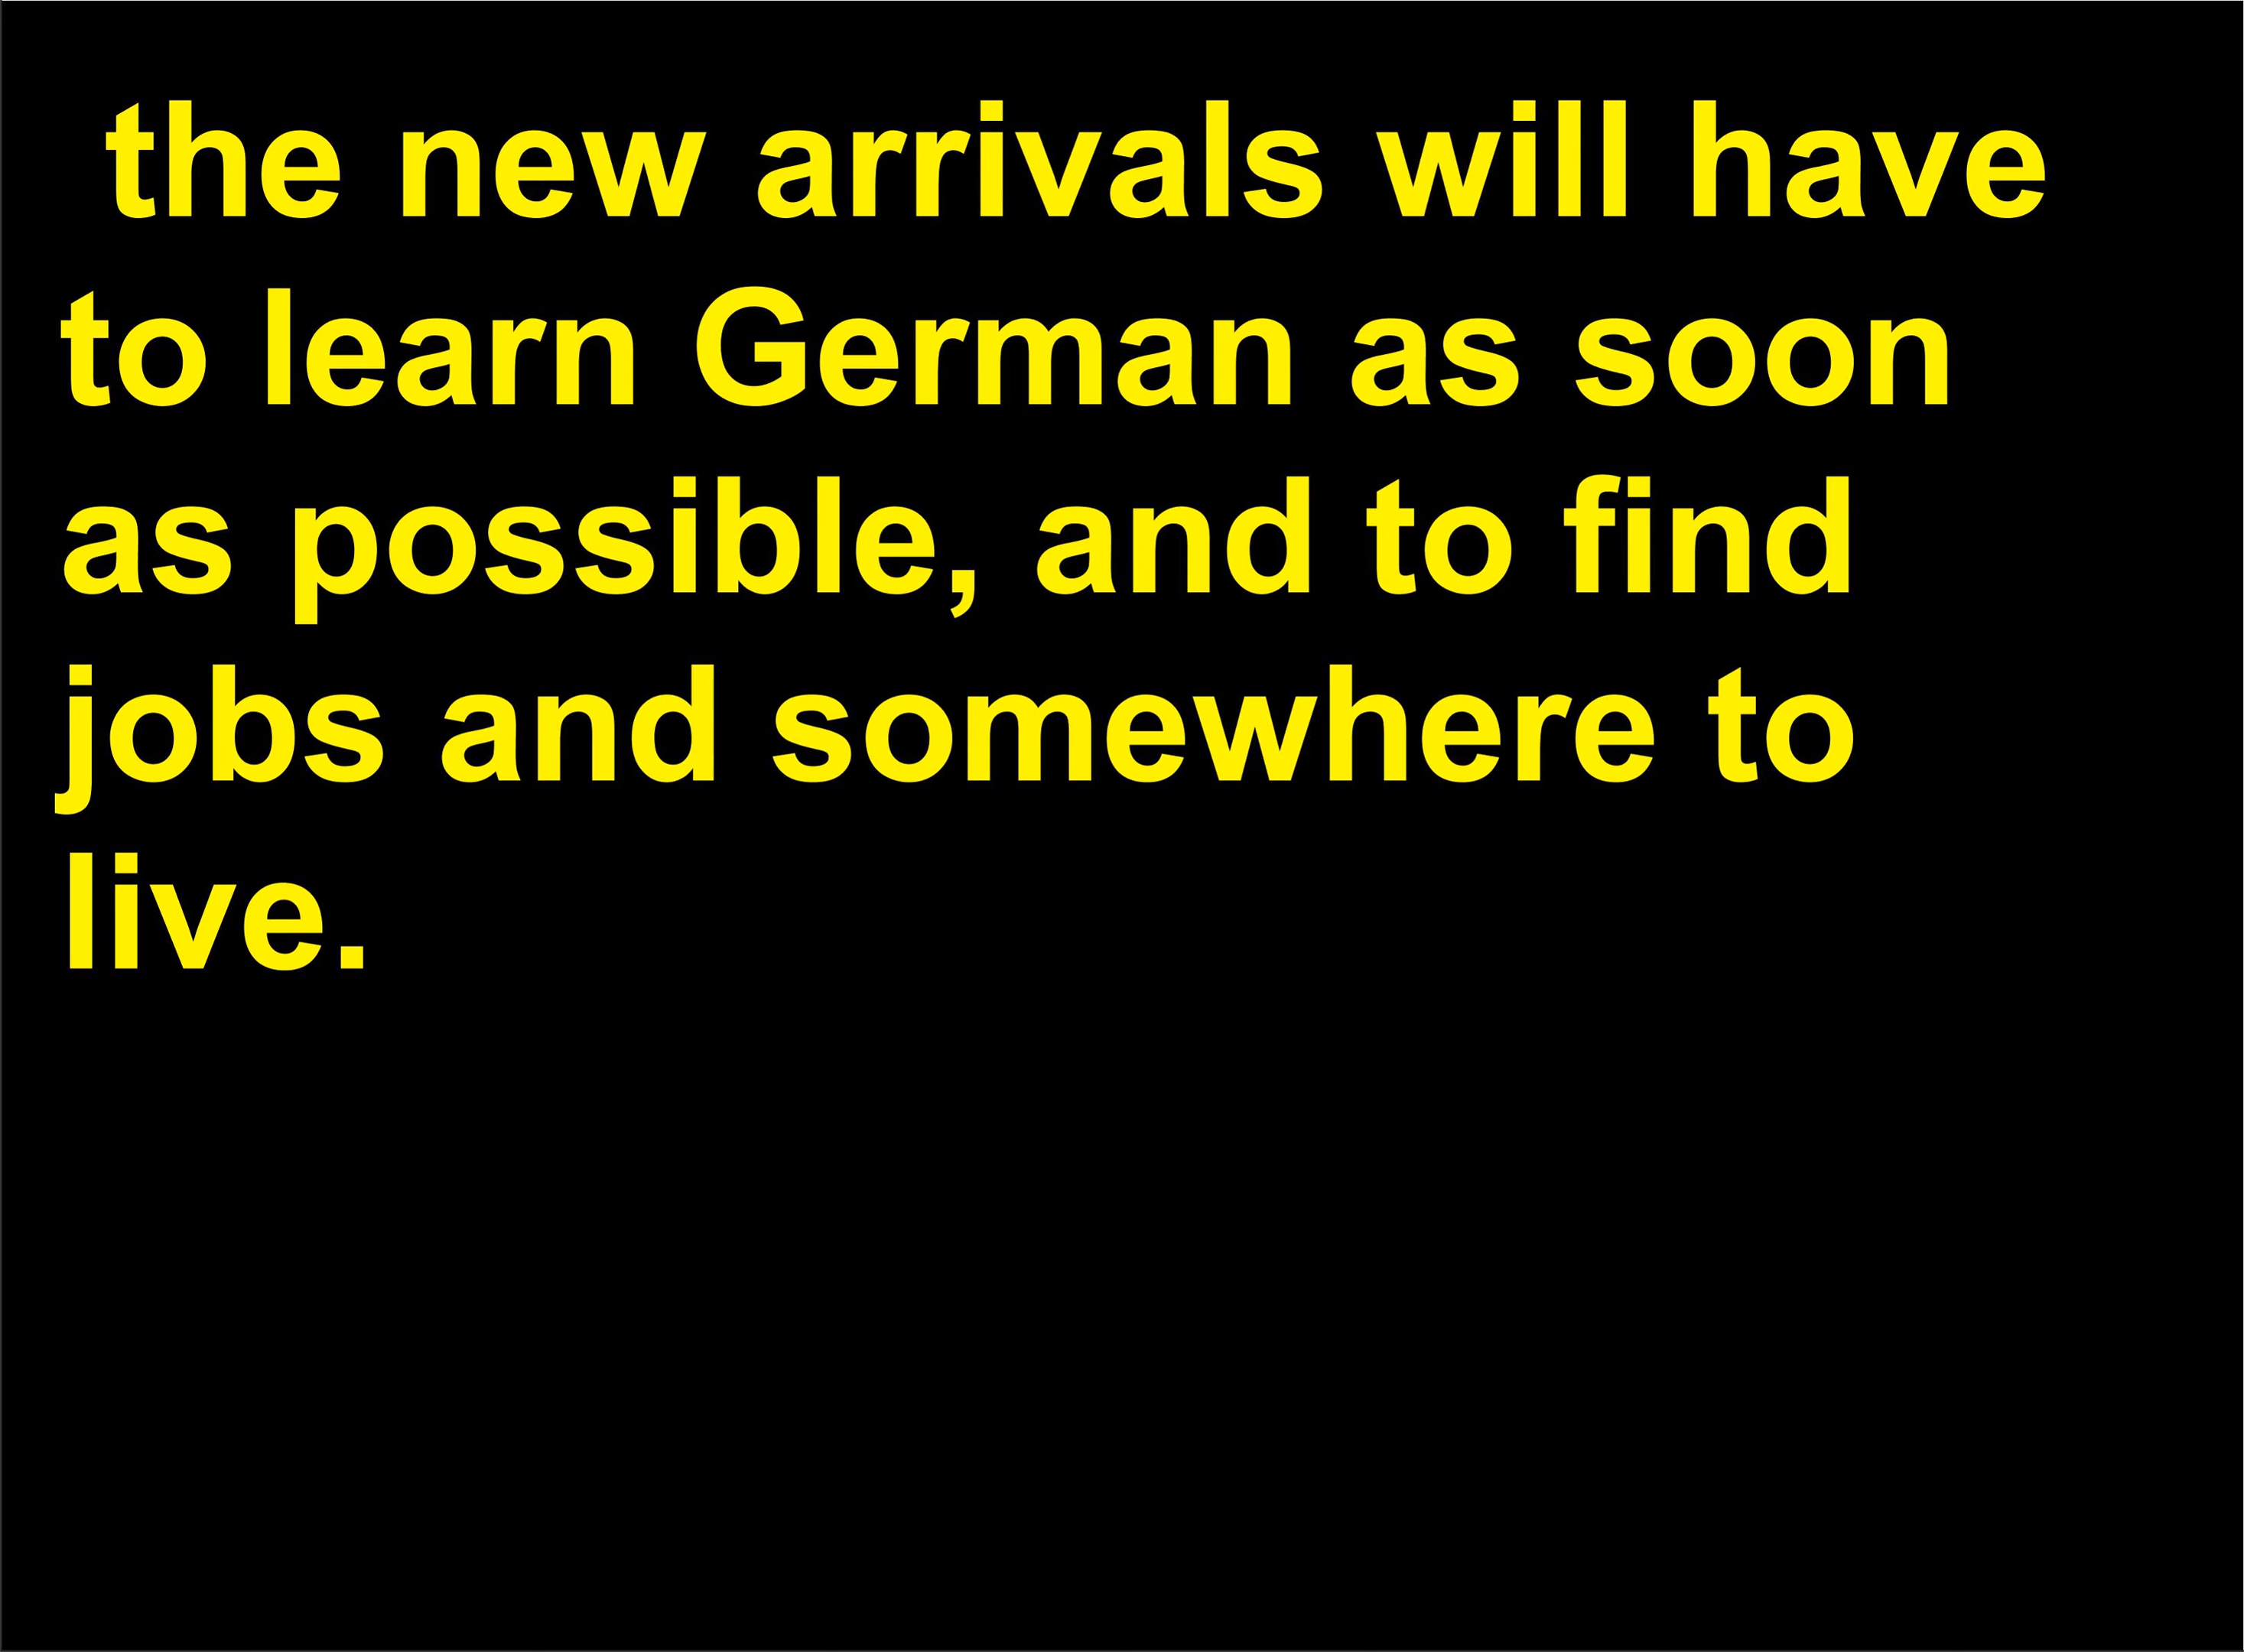 the new arrivals will have
to learn German as soon
as possible, and to find
jobs and somewhere to
live.